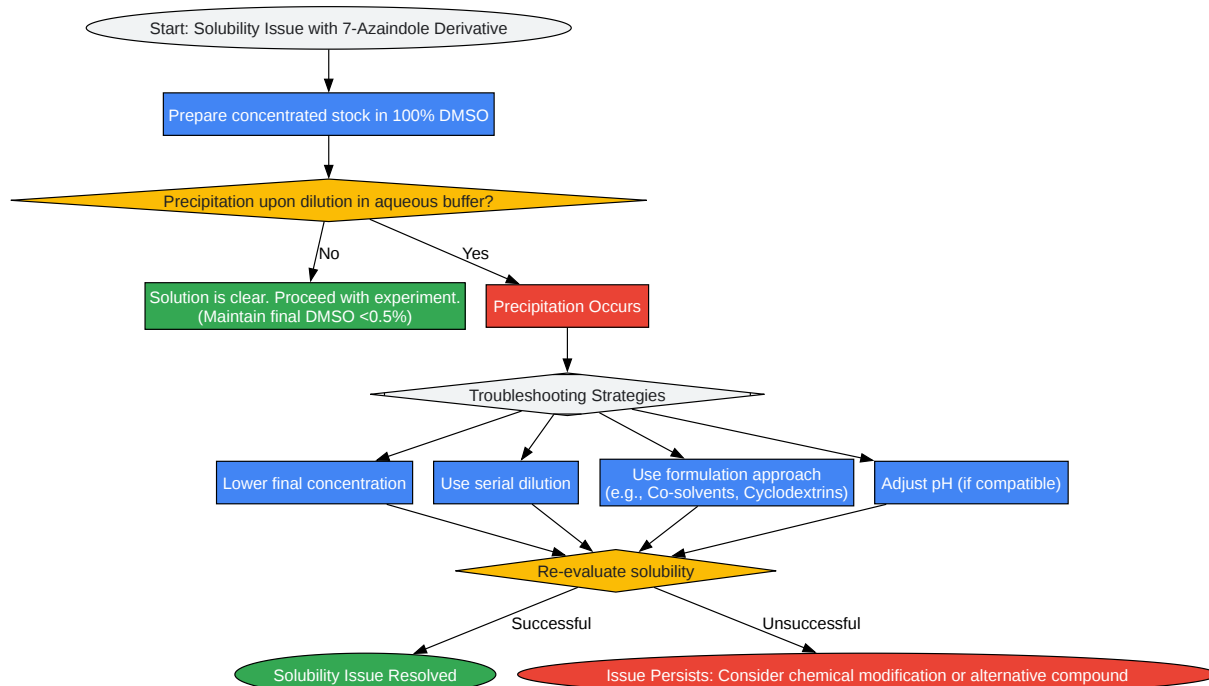 Start: Solubility Issue with 7-Azaindole Derivative
Prepare concentrated stock in 100% DMSO
Precipitation upon dilution in aqueous buffer?
No
Yes
Solution is clear. Proceed with experiment.
(Maintain final DMSO <0.5%)
Precipitation Occurs
Troubleshooting Strategies
Lower final concentration
Use serial dilution
Use formulation approach
(e.g., Co-solvents, Cyclodextrins)
Adjust pH (if compatible)
Re-evaluate solubility
Successful
Unsuccessful
Solubility Issue Resolved
Issue Persists: Consider chemical modification or alternative compound